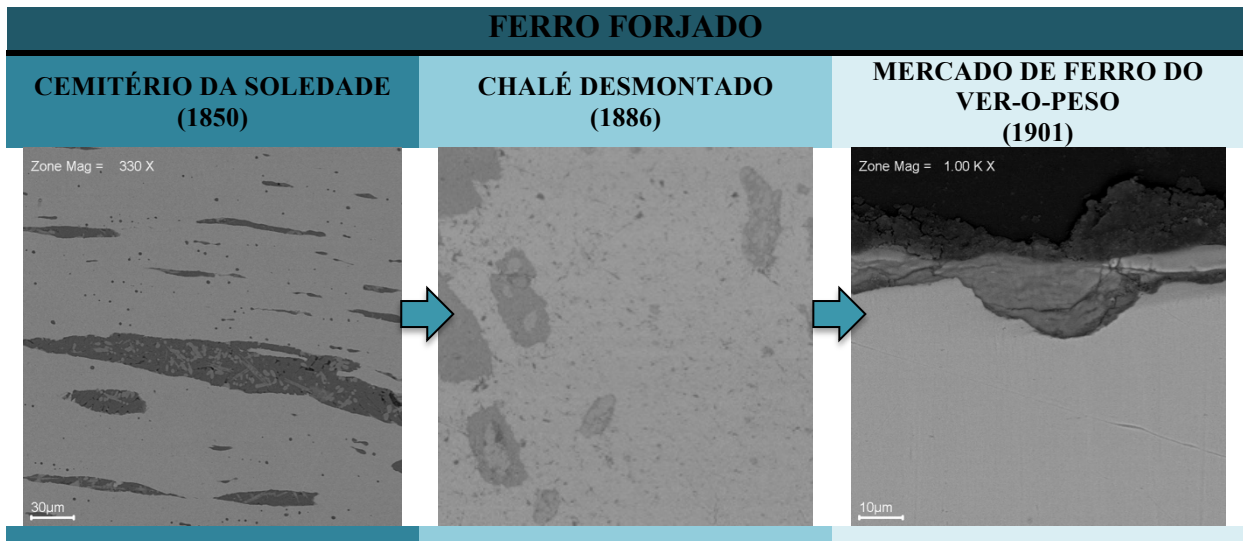 FERRO FORJADO
CEMITÉRIO DA SOLEDADE
(1850)
CHALÉ DESMONTADO
(1886)
MERCADO DE FERRO DO
VER-O-PESO
(1901)
Zone Mag = 330 X
30µm
Zone Mag = 1.00 K X
10µm